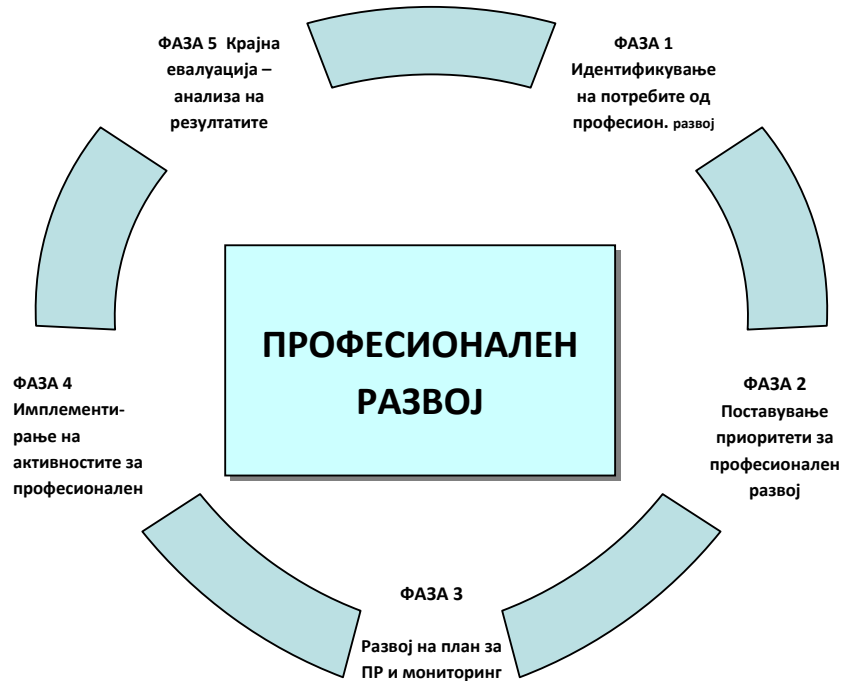 ФАЗА 5 Крајна
евалуација –
анализа на
резултатите
ФАЗА 1
Идентификување
на потребите од
професион. развој
ПРОФЕСИОНАЛЕН
РАЗВОЈ
ФАЗА 4
Имплементи-
рање на
активностите за
професионален
ФАЗА 2
Поставување
приоритети за
професионален
развој
ФАЗА 3
Развој на план за
ПР и мониторинг